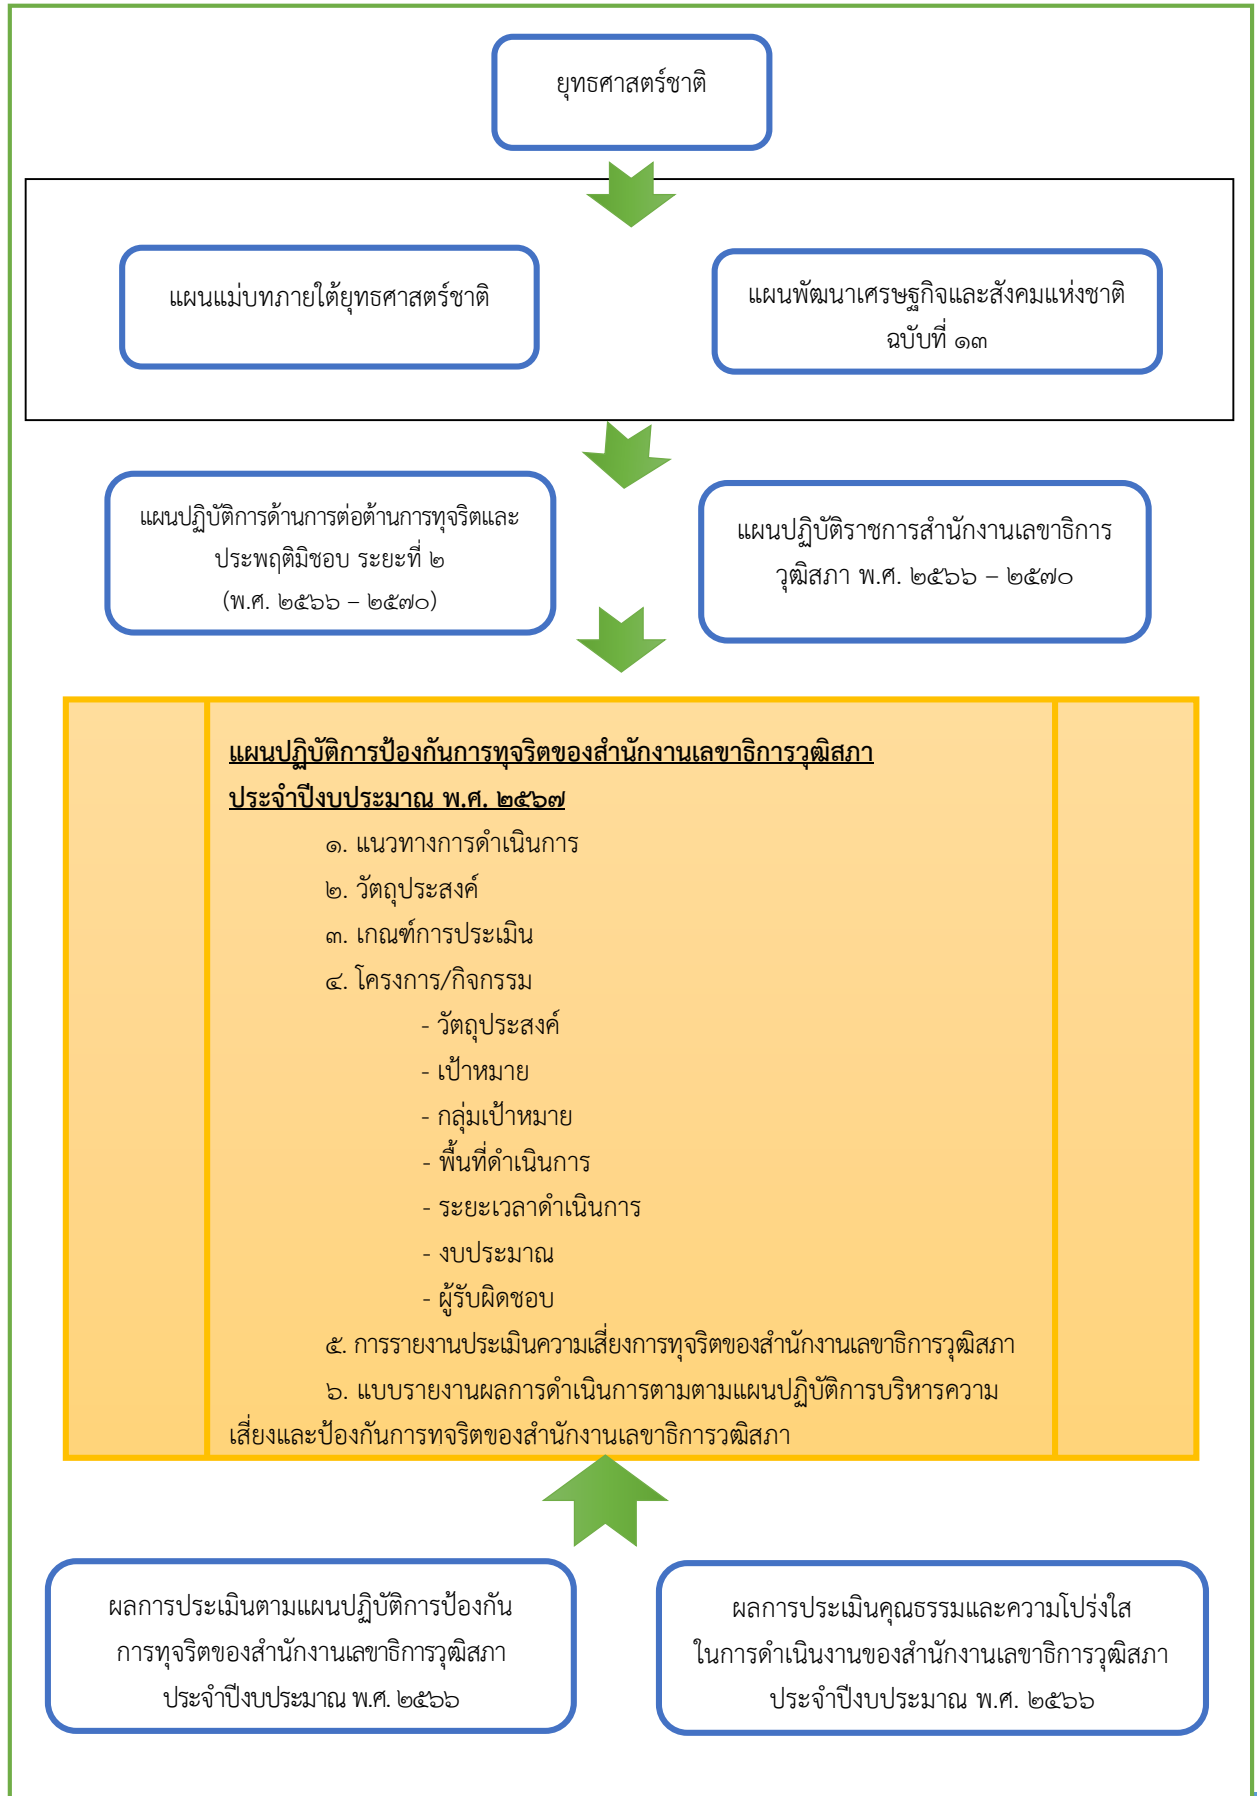 ยุทธศาสตร์ชาติ
แผนแม่บทภายใต้ยุทธศาสตร์ชาติ
แผนพัฒนาเศรษฐกิจและสังคมแห่งชาติ
ฉบับที่ ๑๓
แผนปฏิบัติการด้านการต่อต้านการทุจริตและ
ประพฤติมิชอบ ระยะที่ ๒
(พ.ศ. ๒๕๖๖ – ๒๕๗๐)
แผนปฏิบัติราชการสำนักงานเลขาธิการ
วุฒิสภา พ.ศ. ๒๕๖๖ – ๒๕๗๐
แผนปฏิบัติการป้องกันการทุจริตของสำนักงานเลขาธิการวุฒิสภา
ประจำปีงบประมาณ พ.ศ. ๒๕๖๗
๑. แนวทางการดำเนินการ
๒. วัตถุประสงค์
๓. เกณฑ์การประเมิน
๔. โครงการ/กิจกรรม
- วัตถุประสงค์
- เป้าหมาย
- กลุ่มเป้าหมาย
- พื้นที่ดำเนินการ
- ระยะเวลาดำเนินการ
- งบประมาณ
- ผู้รับผิดชอบ
๕. การรายงานประเมินความเสี่ยงการทุจริตของสำนักงานเลขาธิการวุฒิสภา
๖. แบบรายงานผลการดำเนินการตามตามแผนปฏิบัติการบริหารความ
เสี่ยงและป้องกันการทุจริตของสำนักงานเลขาธิการวุฒิสภา
ผลการประเมินตามแผนปฏิบัติการป้องกัน
การทุจริตของสำนักงานเลขาธิการวุฒิสภา
ประจำปีงบประมาณ พ.ศ. ๒๕๖๖
ผลการประเมินคุณธรรมและความโปร่งใส
ในการดำเนินงานของสำนักงานเลขาธิการวุฒิสภา
ประจำปีงบประมาณ พ.ศ. ๒๕๖๖